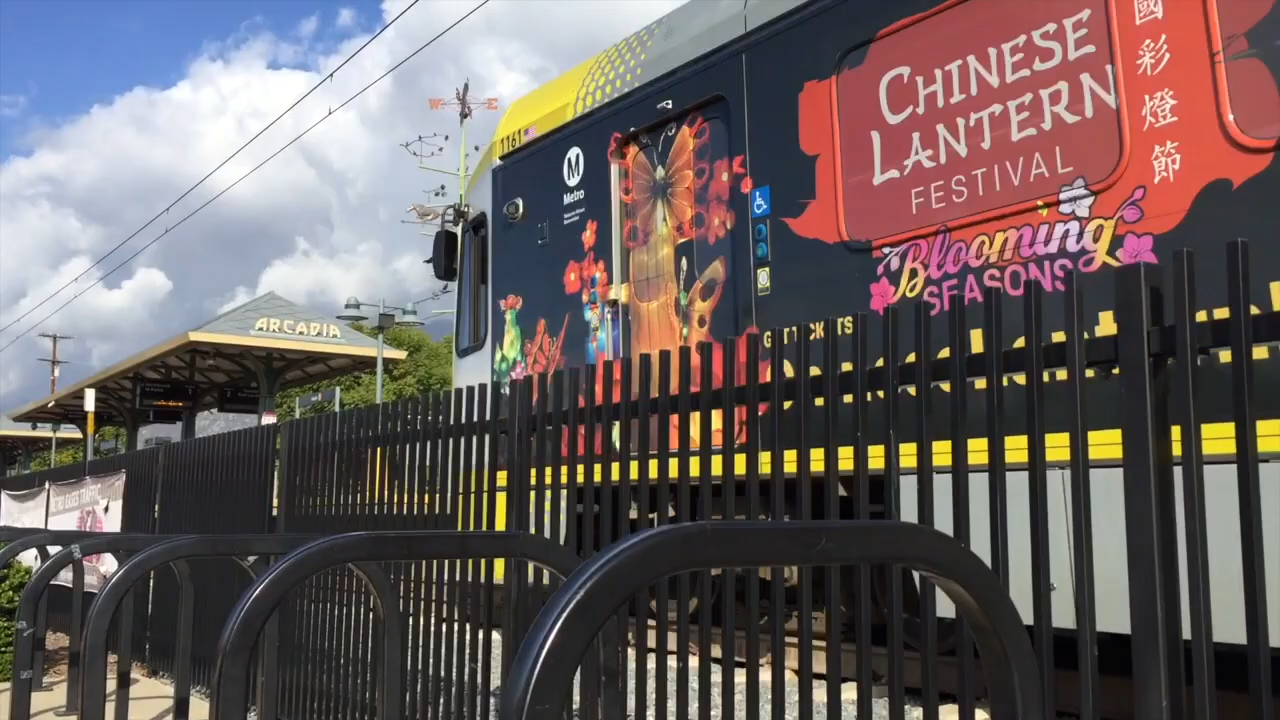 W E
1161
M
Metro
ARCADIA
CHINESE
LANTERN
FESTIVAL
國彩燈節
Blooming
SEASONS
GET TICKETS